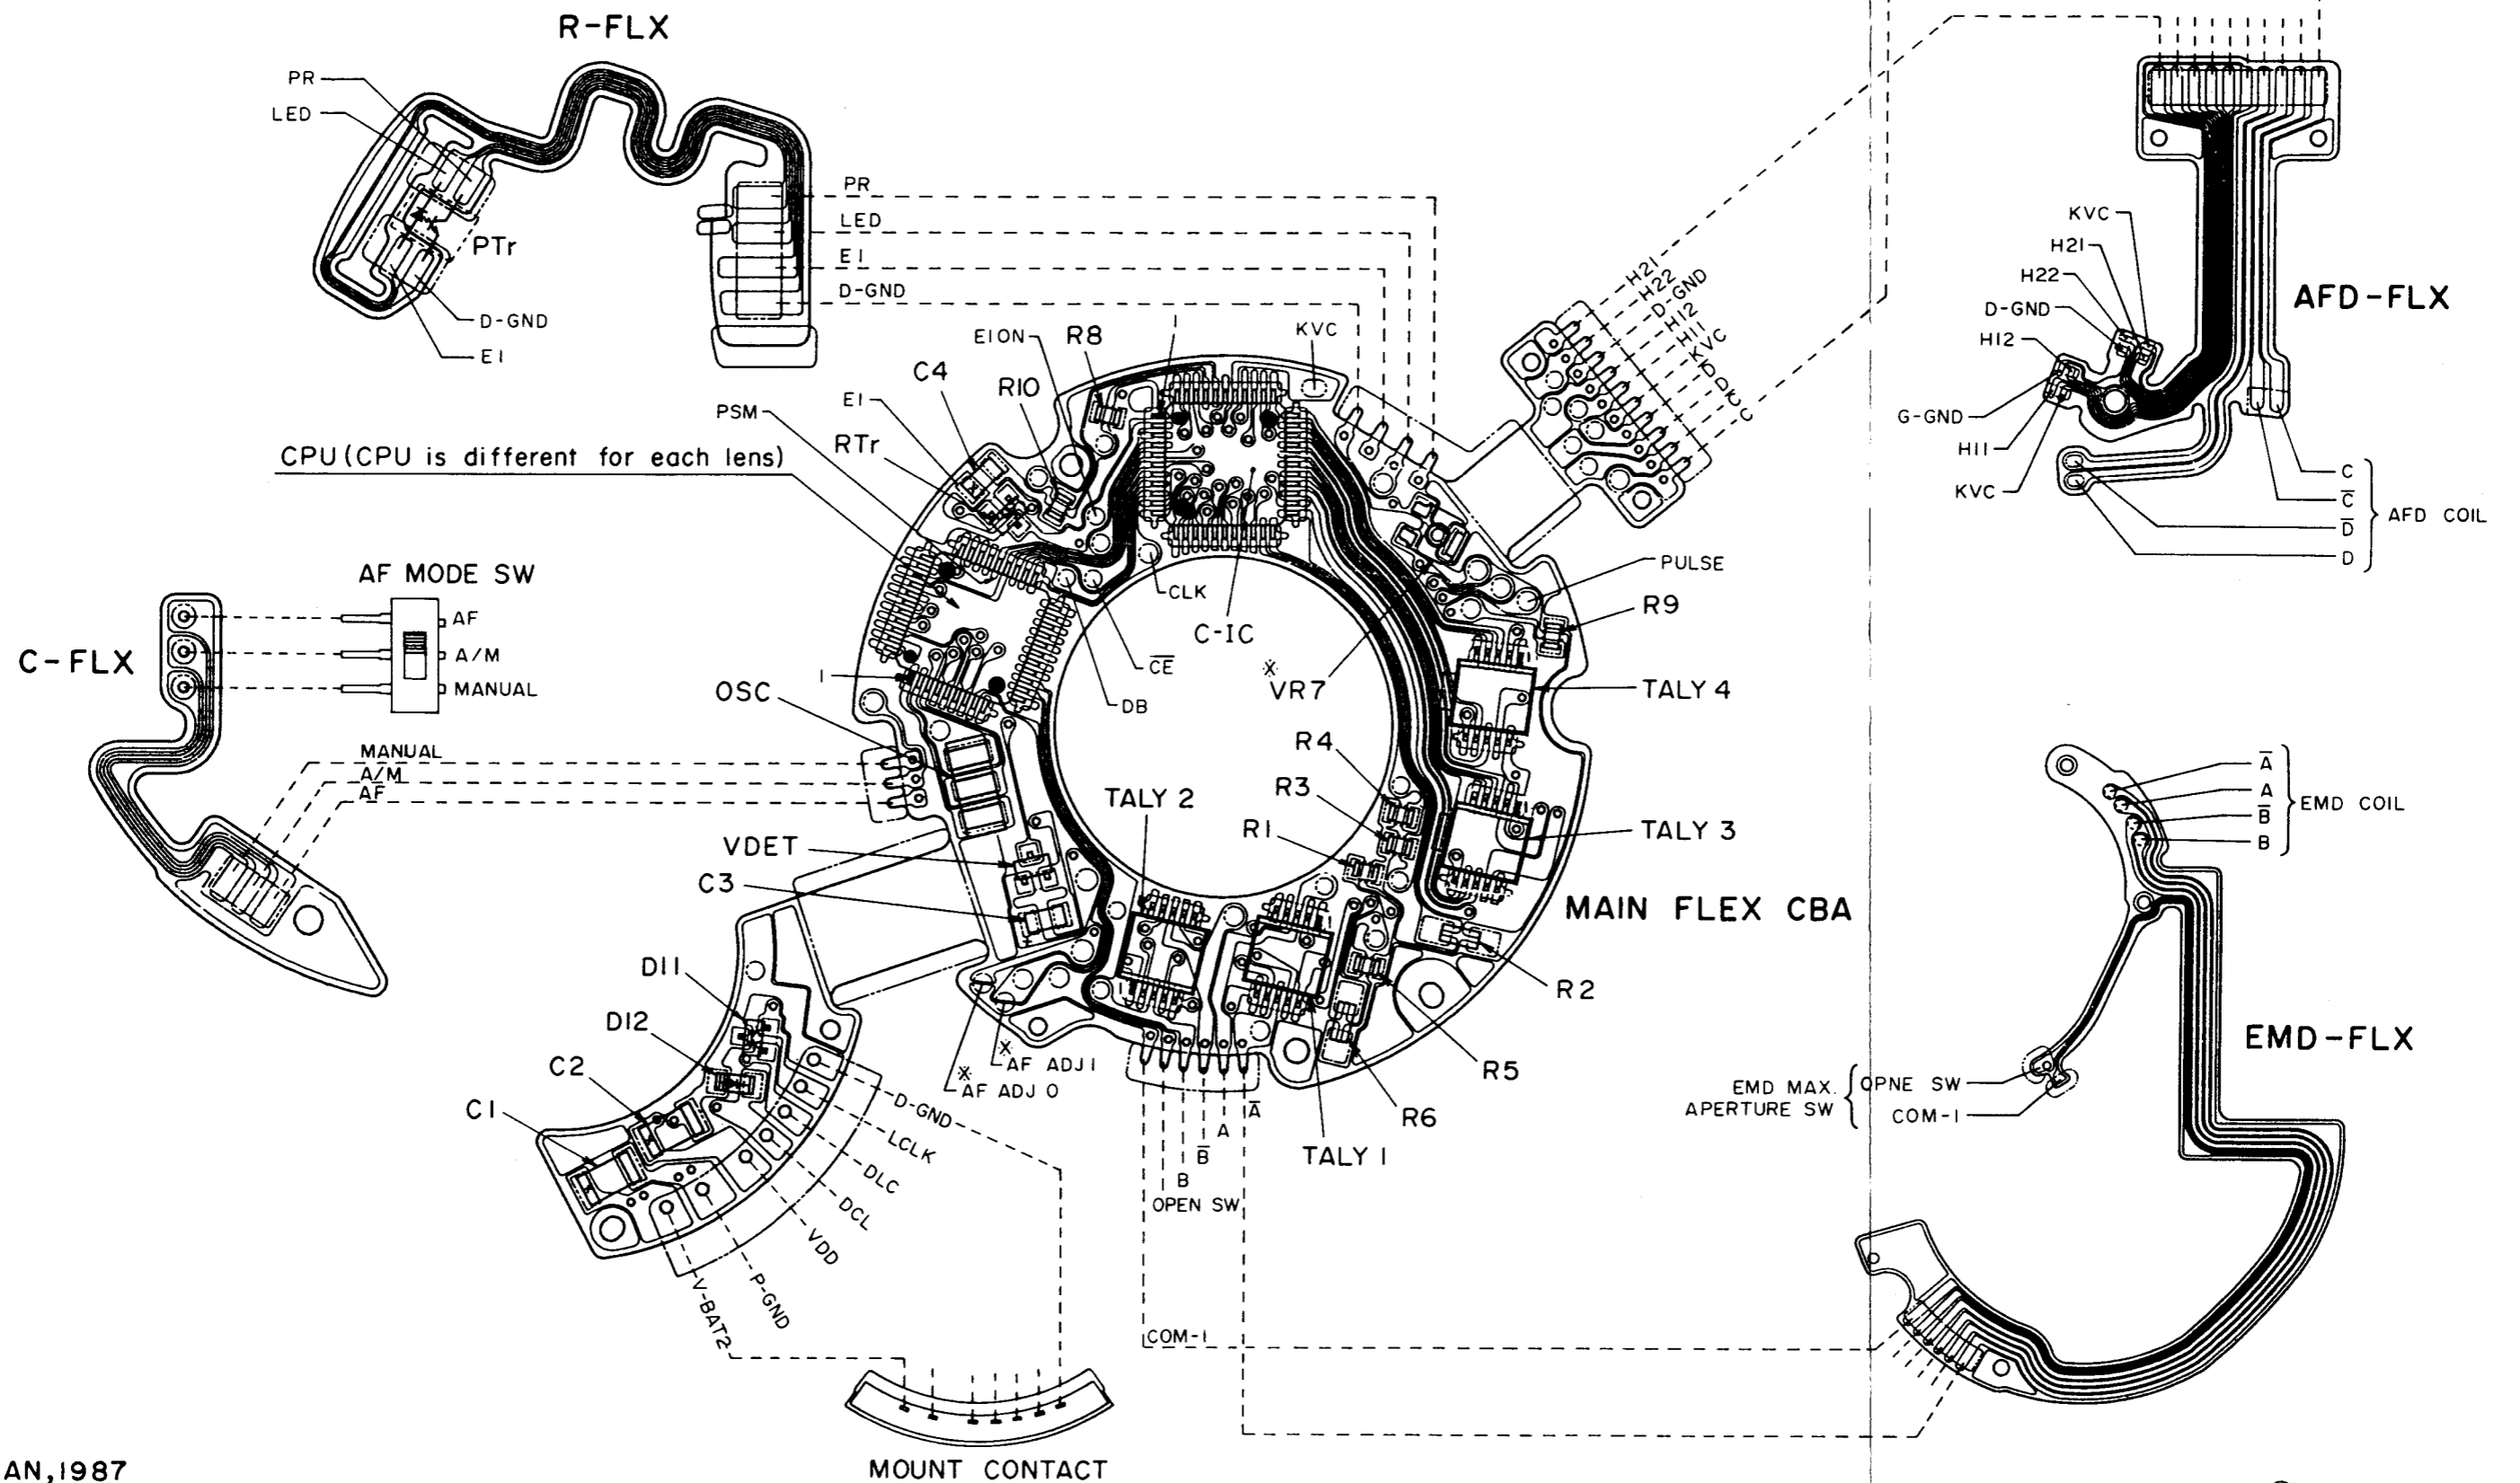 R-FLX
PR
LED
PTr
D-GND
E1
PR
LED
E1
D-GND
E1ON
R8
KVC
C4
R10
E1
PSM
RTr
CPU (CPU is different for each lens)
1
H21
H22
D-GND
H12
H11
KVC
D
D̅
C̅
C
KVC
H21
H22
D-GND
H12
G-GND
H11
KVC
AFD-FLX
C
C̅
D̅
D
AFD COIL
AF MODE SW
AF
A/M
MANUAL
C-FLX
MANUAL
A/M
AF
CLK
C-IC
C̅E̅
DB
1
OSC
※
VR7
PULSE
R9
TALY 4
R4
R3
R1
TALY 2
TALY 3
VDET
C3
MAIN FLEX CBA
R2
R5
R6
TALY 1
D11
D12
C2
C1
※
AF ADJ 1
※
AF ADJ 0
D-GND
LCLK
DLC
DCL
VDD
P-GND
V-BAT2
A̅
A
B̅
B
OPEN SW
COM-1
A̅
A
B̅
B
EMD COIL
EMD-FLX
EMD MAX.
APERTURE SW
OPNE SW
COM-1
MOUNT CONTACT
AN,1987